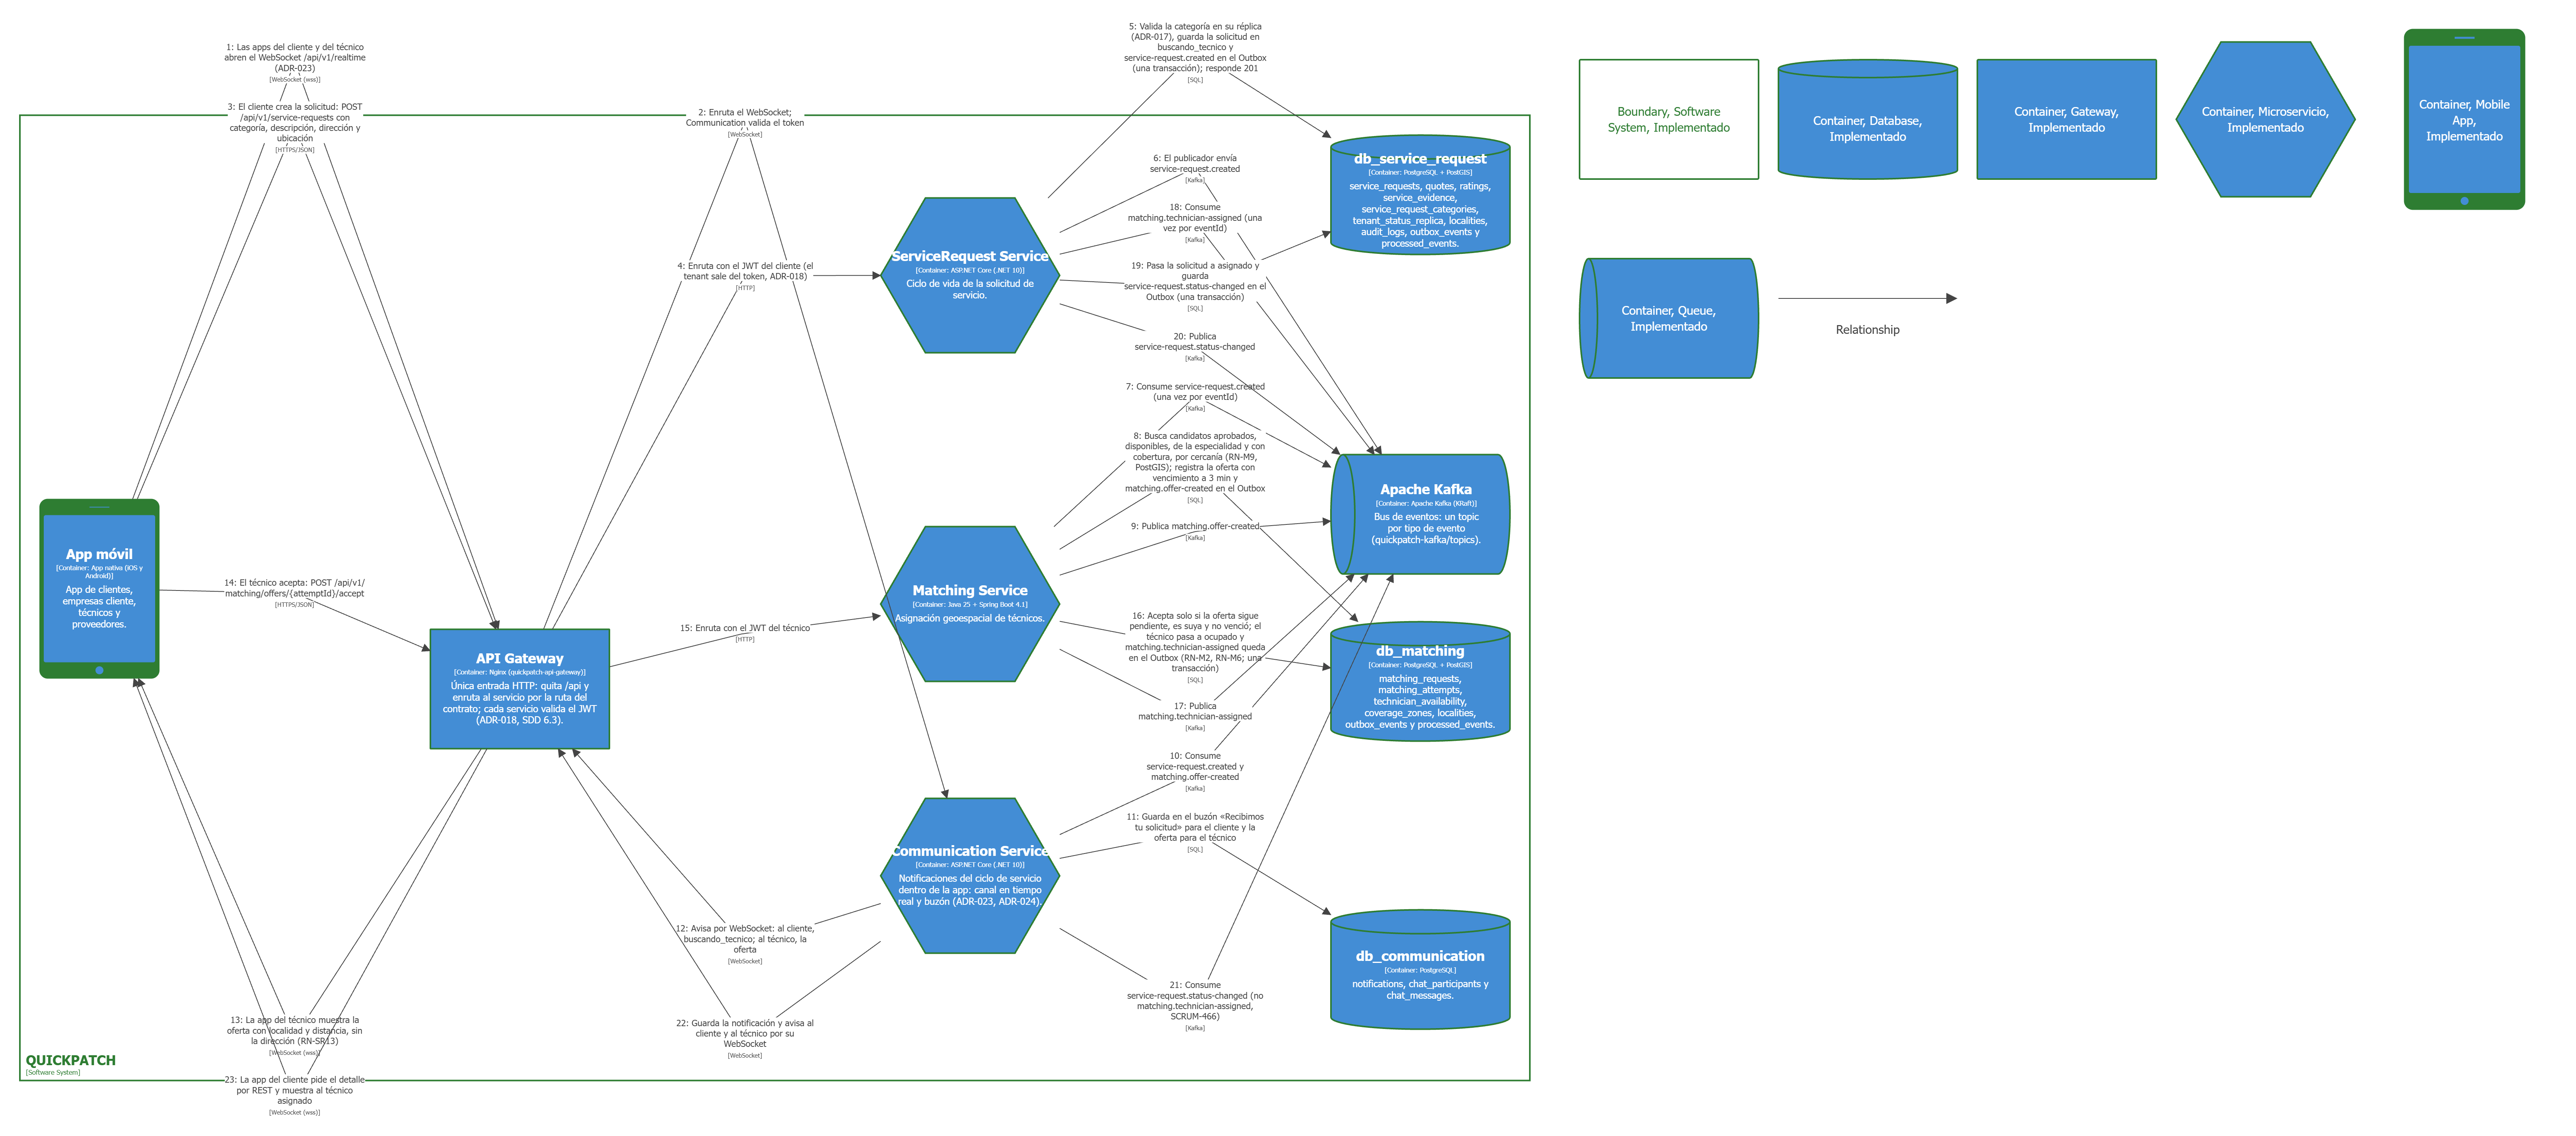 1: Las apps del cliente y del técnico
abren el WebSocket /api/v1/realtime
(ADR-023)
[WebSocket (wss)]
3: El cliente crea la solicitud: POST
/api/v1/service-requests con
categoría, descripción, dirección y
ubicación
[HTTPS/JSON]
2: Enruta el WebSocket;
Communication valida el token
[WebSocket]
4: Enruta con el JWT del cliente (el
tenant sale del token, ADR-018)
[HTTP]
5: Valida la categoría en su réplica
(ADR-017), guarda la solicitud en
buscando_tecnico y
service-request.created en el Outbox
(una transacción); responde 201
[SQL]
6: El publicador envía
service-request.created
[Kafka]
18: Consume
matching.technician-assigned (una
vez por eventId)
[Kafka]
19: Pasa la solicitud a asignado y
guarda
service-request.status-changed en el
Outbox (una transacción)
[SQL]
20: Publica
service-request.status-changed
[Kafka]
7: Consume service-request.created
(una vez por eventId)
[Kafka]
8: Busca candidatos aprobados,
disponibles, de la especialidad y con
cobertura, por cercanía (RN-M9,
PostGIS); registra la oferta con
vencimiento a 3 min y
matching.offer-created en el Outbox
[SQL]
9: Publica matching.offer-created
[Kafka]
16: Acepta solo si la oferta sigue
pendiente, es suya y no venció; el
técnico pasa a ocupado y
matching.technician-assigned queda
en el Outbox (RN-M2, RN-M6; una
transacción)
[SQL]
17: Publica
matching.technician-assigned
[Kafka]
10: Consume
service-request.created y
matching.offer-created
[Kafka]
11: Guarda en el buzón «Recibimos
tu solicitud» para el cliente y la
oferta para el técnico
[SQL]
21: Consume
service-request.status-changed (no
matching.technician-assigned,
SCRUM-466)
[Kafka]
ServiceRequest Service
[Container: ASP.NET Core (.NET 10)]
Ciclo de vida de la solicitud de
servicio.
Matching Service
[Container: Java 25 + Spring Boot 4.1]
Asignación geoespacial de técnicos.
Communication Service
[Container: ASP.NET Core (.NET 10)]
Notificaciones del ciclo de servicio
dentro de la app: canal en tiempo
real y buzón (ADR-023, ADR-024).
db_service_request
[Container: PostgreSQL + PostGIS]
service_requests, quotes, ratings,
service_evidence,
service_request_categories,
tenant_status_replica, localities,
audit_logs, outbox_events y
processed_events.
Apache Kafka
[Container: Apache Kafka (KRaft)]
Bus de eventos: un topic
por tipo de evento
(quickpatch-kafka/topics).
db_matching
[Container: PostgreSQL + PostGIS]
matching_requests,
matching_attempts,
technician_availability,
coverage_zones, localities,
outbox_events y processed_events.
db_communication
[Container: PostgreSQL]
notifications, chat_participants y
chat_messages.
App móvil
[Container: App nativa (iOS y
Android)]
App de clientes,
empresas cliente,
técnicos y
proveedores.
14: El técnico acepta: POST /api/v1/
matching/offers/{attemptId}/accept
[HTTPS/JSON]
API Gateway
[Container: Nginx (quickpatch-api-gateway)]
Única entrada HTTP: quita /api y
enruta al servicio por la ruta del
contrato; cada servicio valida el JWT
(ADR-018, SDD 6.3).
15: Enruta con el JWT del técnico
[HTTP]
12: Avisa por WebSocket: al cliente,
buscando_tecnico; al técnico, la
oferta
[WebSocket]
22: Guarda la notificación y avisa al
cliente y al técnico por su
WebSocket
[WebSocket]
13: La app del técnico muestra la
oferta con localidad y distancia, sin
la dirección (RN-SR13)
[WebSocket (wss)]
23: La app del cliente pide el detalle
por REST y muestra al técnico
asignado
[WebSocket (wss)]
QUICKPATCH
[Software System]
Boundary, Software
System, Implementado
Container, Database,
Implementado
Container, Gateway,
Implementado
Container, Microservicio,
Implementado
Container, Mobile
App,
Implementado
Container, Queue,
Implementado
Relationship